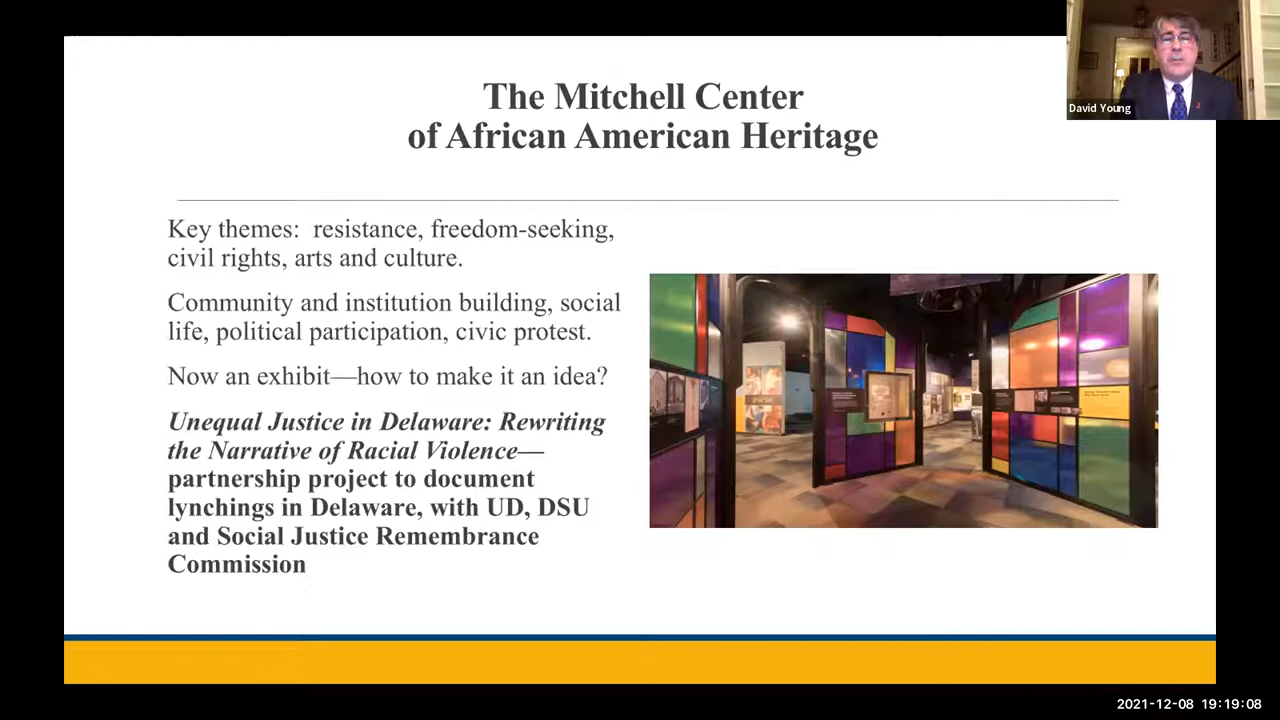 The Mitchell Center
of African American Heritage
David Young
Key themes:  resistance, freedom-seeking,
civil rights, arts and culture.
Community and institution building, social
life, political participation, civic protest.
Now an exhibit—how to make it an idea?
Unequal Justice in Delaware: Rewriting
the Narrative of Racial Violence—
partnership project to document
lynchings in Delaware, with UD, DSU
and Social Justice Remembrance
Commission
2021-12-08 19:19:08